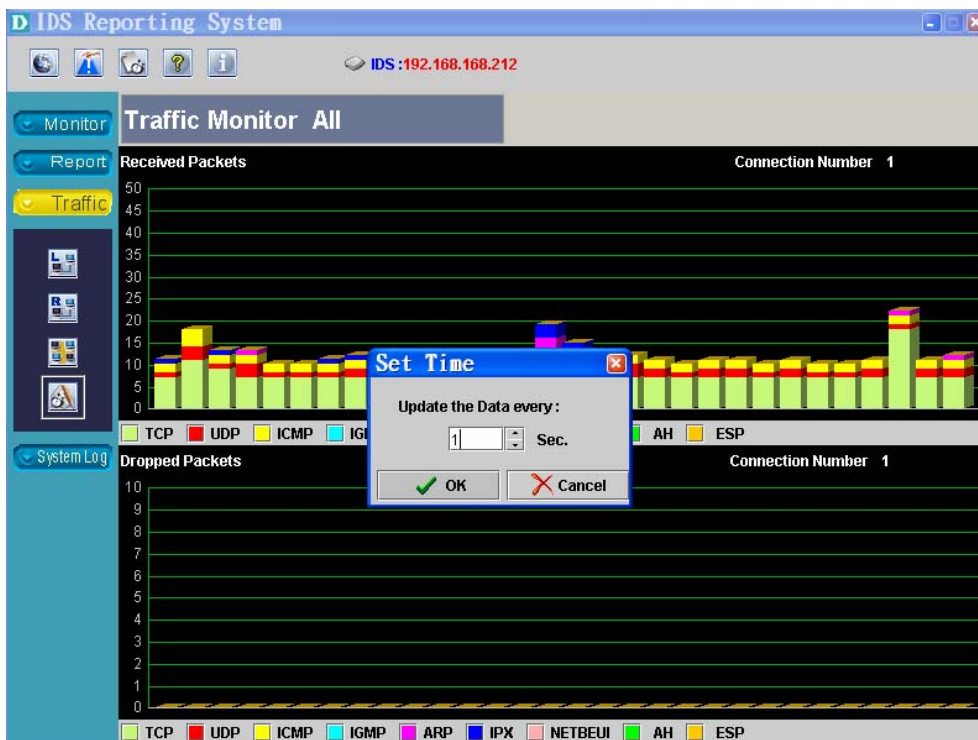 D IDS Reporting System
IDS :192.168.168.212
Monitor
Report
Traffic
System Log
Traffic Monitor All
Received Packets Connection Number 1
50
45
40
35
30
25
20
15
10
5
0
TCP UDP ICMP AH ESP
Set Time
Update the Data every :
1 Sec.
OK Cancel
Dropped Packets Connection Number 1
10
9
8
7
6
5
4
3
2
1
0
TCP UDP ICMP IGMP ARP IPX NETBEUI AH ESP